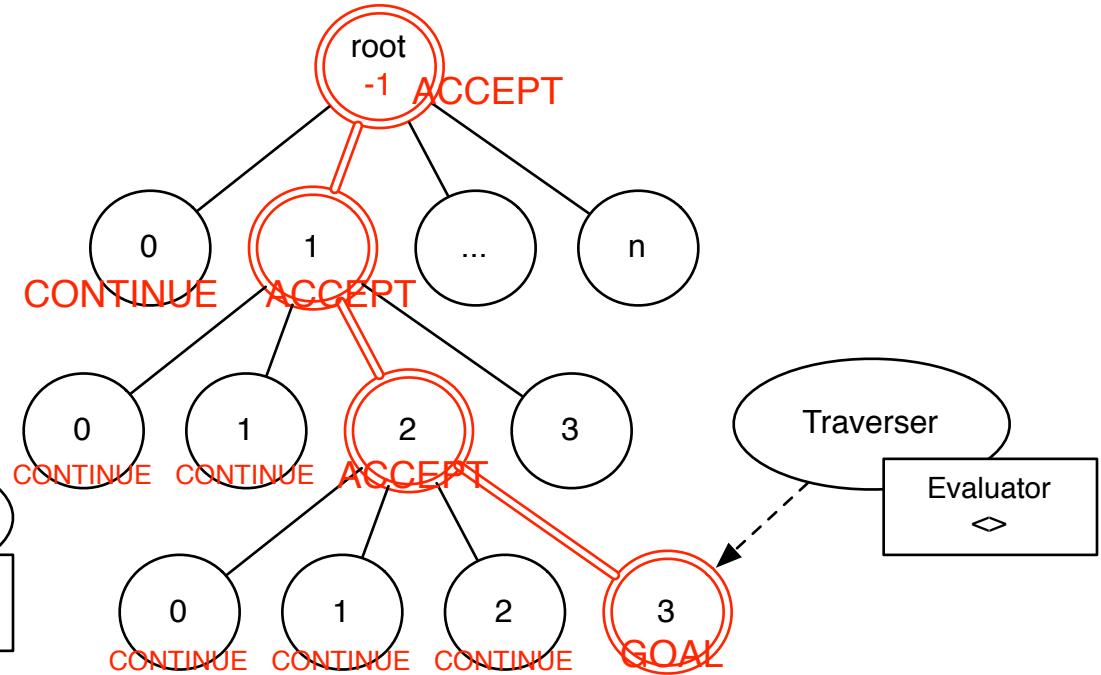 root
-1
ACCEPT
0
1
...
n
CONTINUE
ACCEPT
0
1
2
3
CONTINUE
CONTINUE
ACCEPT
Traverser
Evaluator
<>
0
1
2
3
CONTINUE
CONTINUE
CONTINUE
GOAL